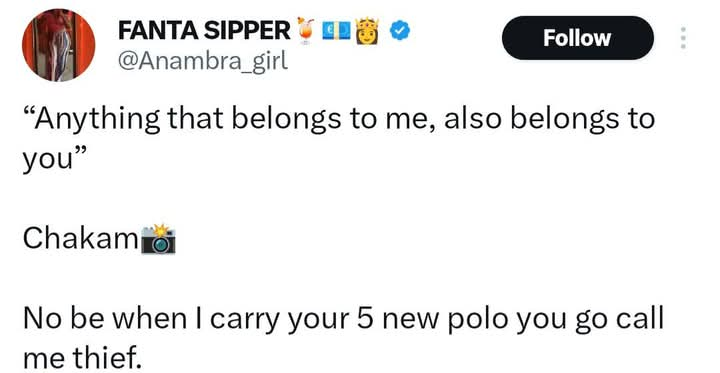 FANTA SIPPER🍹💶👸
@Anambra_girl
Follow
“Anything that belongs to me, also belongs to
you”
Chakam📸
No be when I carry your 5 new polo you go call
me thief.